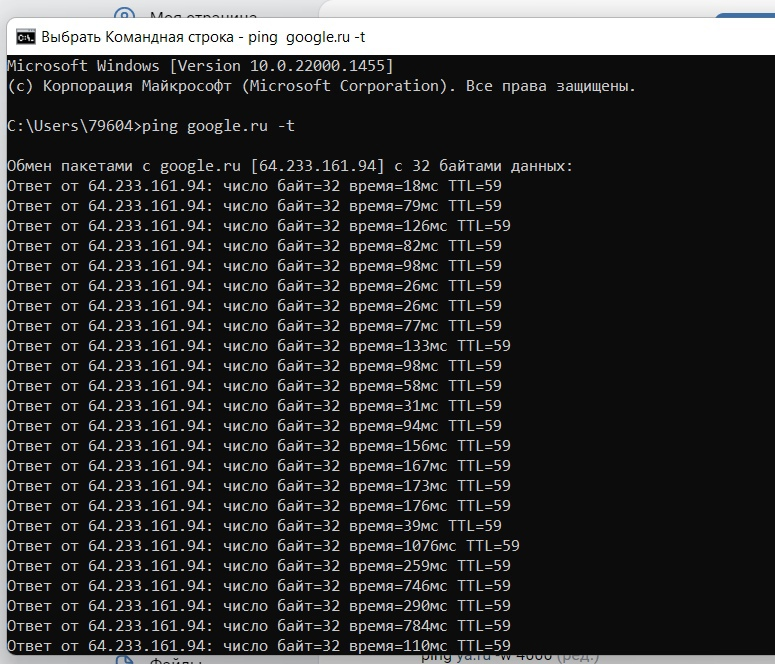 Моя страница
Выбрать Командная строка - ping google.ru -t
Microsoft Windows [Version 10.0.22000.1455]
(c) Корпорация Майкрософт (Microsoft Corporation). Все права защищены.
C:\Users\79604>ping google.ru -t
Обмен пакетами с google.ru [64.233.161.94] с 32 байтами данных:
Ответ от 64.233.161.94: число байт=32 время=18мс TTL=59
Ответ от 64.233.161.94: число байт=32 время=79мс TTL=59
Ответ от 64.233.161.94: число байт=32 время=126мс TTL=59
Ответ от 64.233.161.94: число байт=32 время=82мс TTL=59
Ответ от 64.233.161.94: число байт=32 время=98мс TTL=59
Ответ от 64.233.161.94: число байт=32 время=26мс TTL=59
Ответ от 64.233.161.94: число байт=32 время=26мс TTL=59
Ответ от 64.233.161.94: число байт=32 время=77мс TTL=59
Ответ от 64.233.161.94: число байт=32 время=133мс TTL=59
Ответ от 64.233.161.94: число байт=32 время=98мс TTL=59
Ответ от 64.233.161.94: число байт=32 время=58мс TTL=59
Ответ от 64.233.161.94: число байт=32 время=31мс TTL=59
Ответ от 64.233.161.94: число байт=32 время=94мс TTL=59
Ответ от 64.233.161.94: число байт=32 время=156мс TTL=59
Ответ от 64.233.161.94: число байт=32 время=167мс TTL=59
Ответ от 64.233.161.94: число байт=32 время=173мс TTL=59
Ответ от 64.233.161.94: число байт=32 время=176мс TTL=59
Ответ от 64.233.161.94: число байт=32 время=39мс TTL=59
Ответ от 64.233.161.94: число байт=32 время=1076мс TTL=59
Ответ от 64.233.161.94: число байт=32 время=259мс TTL=59
Ответ от 64.233.161.94: число байт=32 время=746мс TTL=59
Ответ от 64.233.161.94: число байт=32 время=290мс TTL=59
Ответ от 64.233.161.94: число байт=32 время=784мс TTL=59
Ответ от 64.233.161.94: число байт=32 время=110мс TTL=59
Файлы
ping ya.ru -w 4000 (ред.)